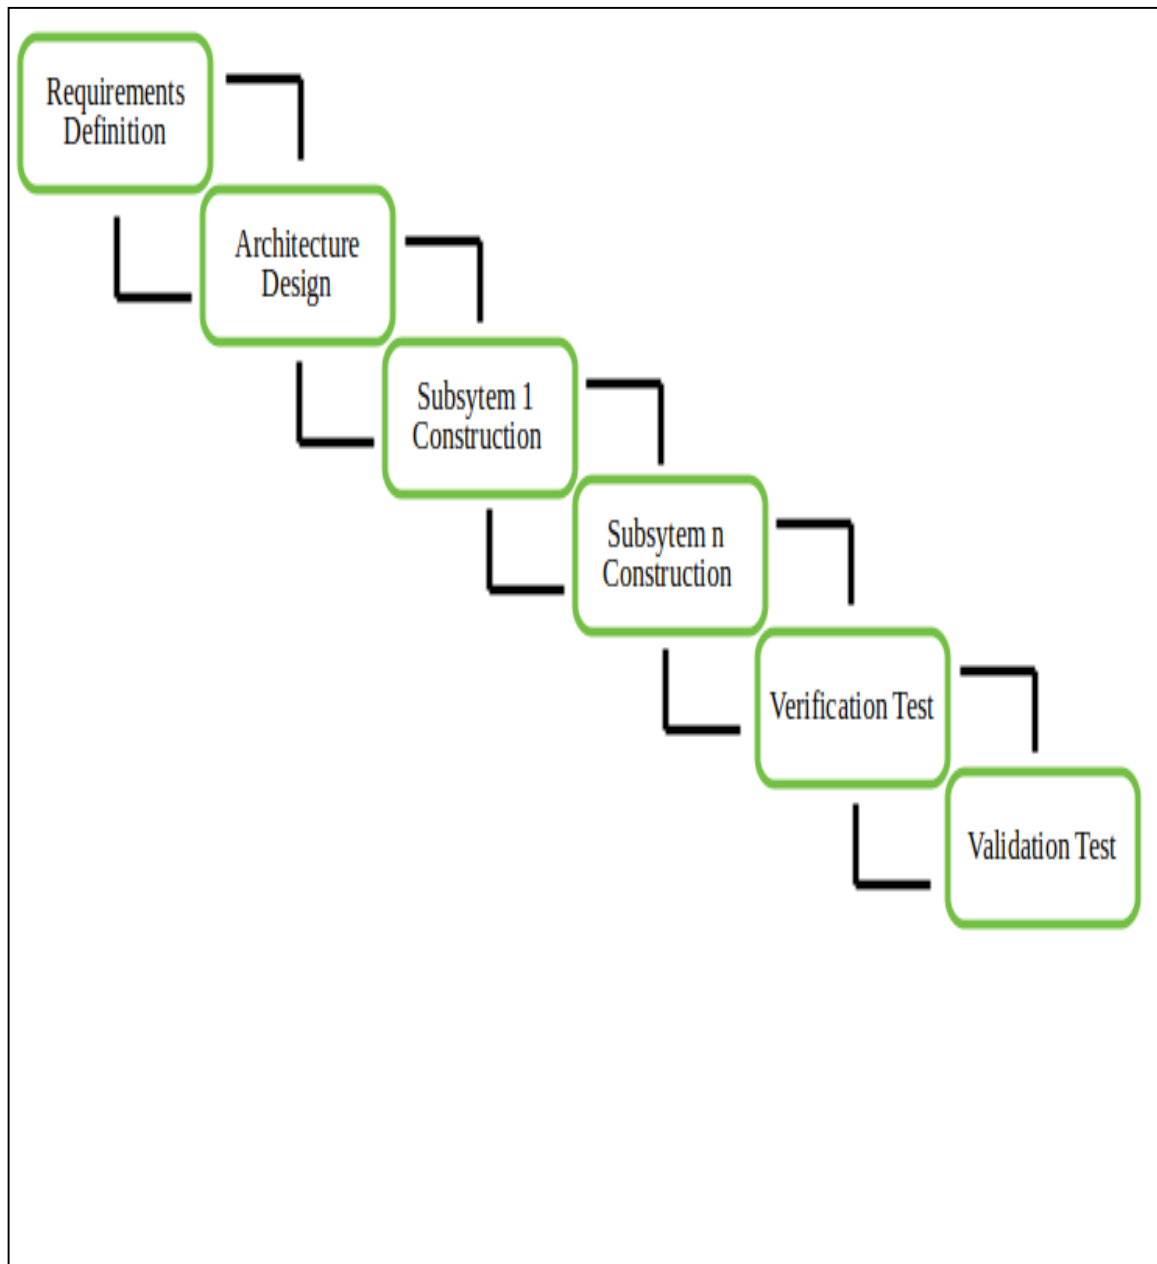 Requirements
Definition
Architecture
Design
Subsytem 1
Construction
Subsytem n
Construction
Verification Test
Validation Test